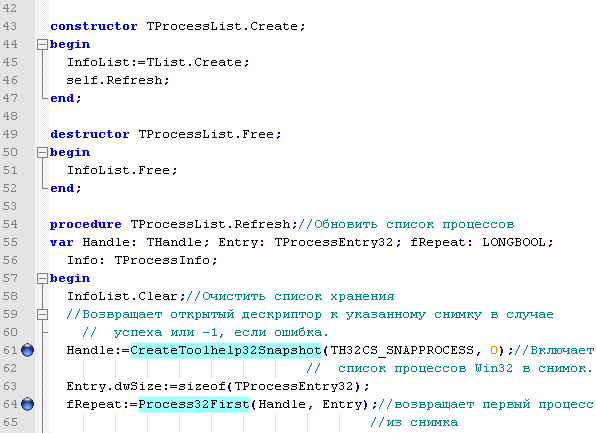 42
43 constructor TProcessList.Create;
44 begin
45 InfoList:=TList.Create;
46 self.Refresh;
47 end;
48
49 destructor TProcessList.Free;
50 begin
51 InfoList.Free;
52 end;
53
54 procedure TProcessList.Refresh;//Обновить список процессов
55 var Handle: THandle; Entry: TProcessEntry32; fRepeat: LONGBOOL;
56 Info: TProcessInfo;
57 begin
58 InfoList.Clear;//Очистить список хранения
59 //Возвращает открытый дескриптор к указанному снимку в случае
60 // успеха или -1, если ошибка.
61 Handle:=CreateToolhelp32Snapshot(TH32CS_SNAPPROCESS, 0);//Включает
62 // список процессов Win32 в снимок.
63 Entry.dwSize:=sizeof(TProcessEntry32);
64 fRepeat:=Process32First(Handle, Entry);//возвращает первый процесс
65 //из снимка